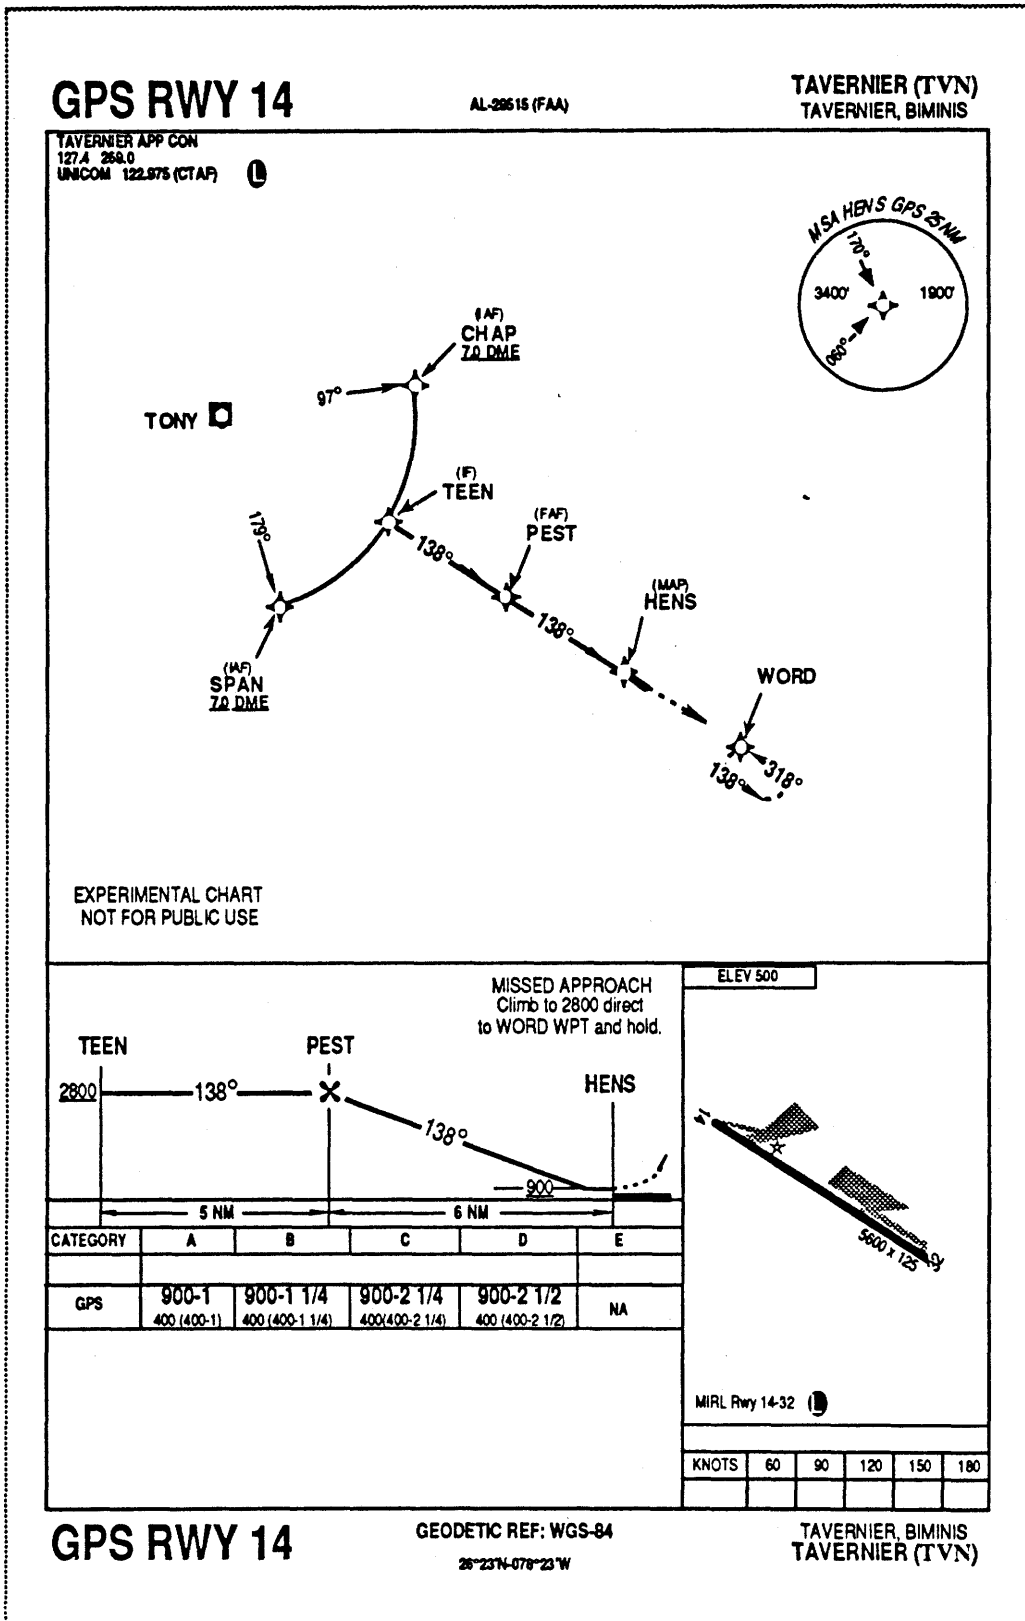 GPS RWY 14
AL-29515 (FAA)
TAVERNIER (TVN)
TAVERNIER, BIMINIS
TAVERNIER APP CON
127.4 269.0
UNICOM 122.975 (CTAF)
L
MSA HENS GPS 25 NM
170°
3400'
1900'
060°
(IAF)
CHAP
7.0 DME
97°
TONY
(IF)
TEEN
(FAF)
PEST
179°
138°
(MAP)
HENS
138°
(IAF)
SPAN
7.0 DME
WORD
138°
318°
EXPERIMENTAL CHART
NOT FOR PUBLIC USE
MISSED APPROACH
Climb to 2800 direct
to WORD WPT and hold.
ELEV 500
TEEN
PEST
HENS
2800
138°
138°
900
5 NM
6 NM
14
5600 x 125
32
CATEGORY A B C D E
GPS
900-1 900-1 1/4 900-2 1/4 900-2 1/2
NA
400 (400-1) 400 (400-1 1/4) 400(400-2 1/4) 400 (400-2 1/2)
MIRL Rwy 14-32 L
KNOTS 60 90 120 150 180
GPS RWY 14
GEODETIC REF: WGS-84
26°23'N-078°23'W
TAVERNIER, BIMINIS
TAVERNIER (TVN)